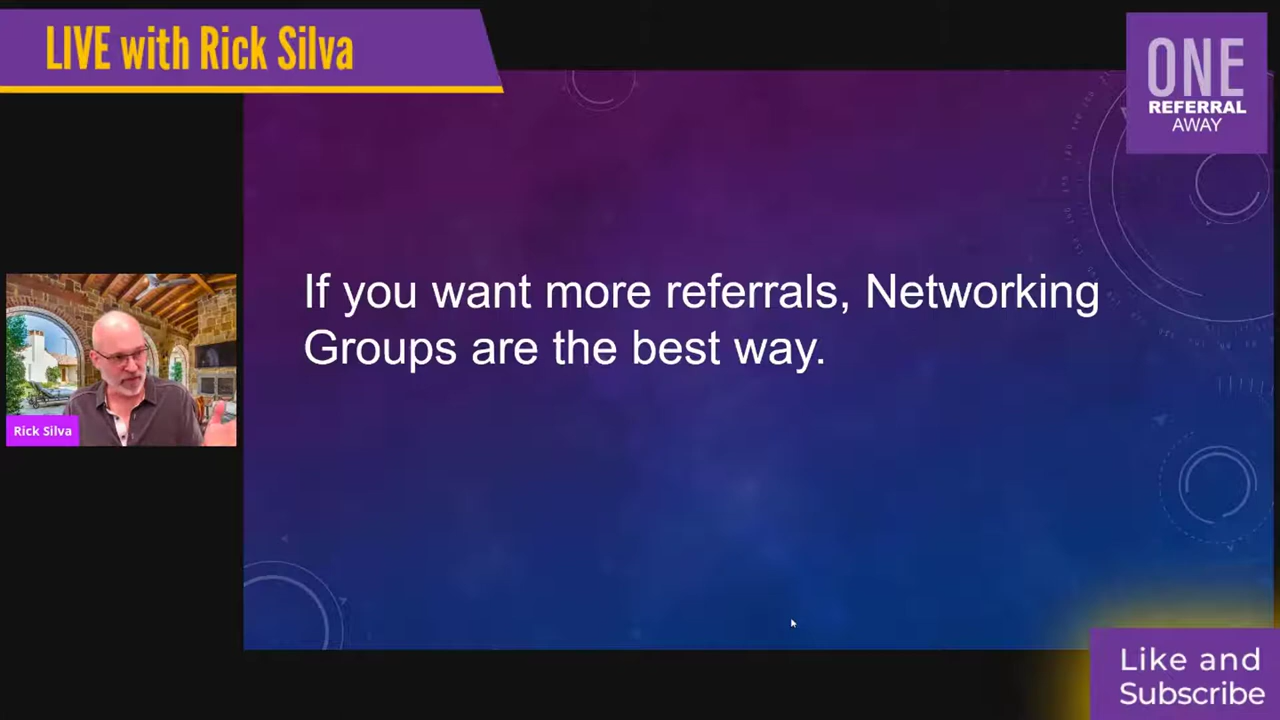 LIVE with Rick Silva
ONE
REFERRAL
AWAY
If you want more referrals, Networking
Groups are the best way.
Rick Silva
Like and
Subscribe